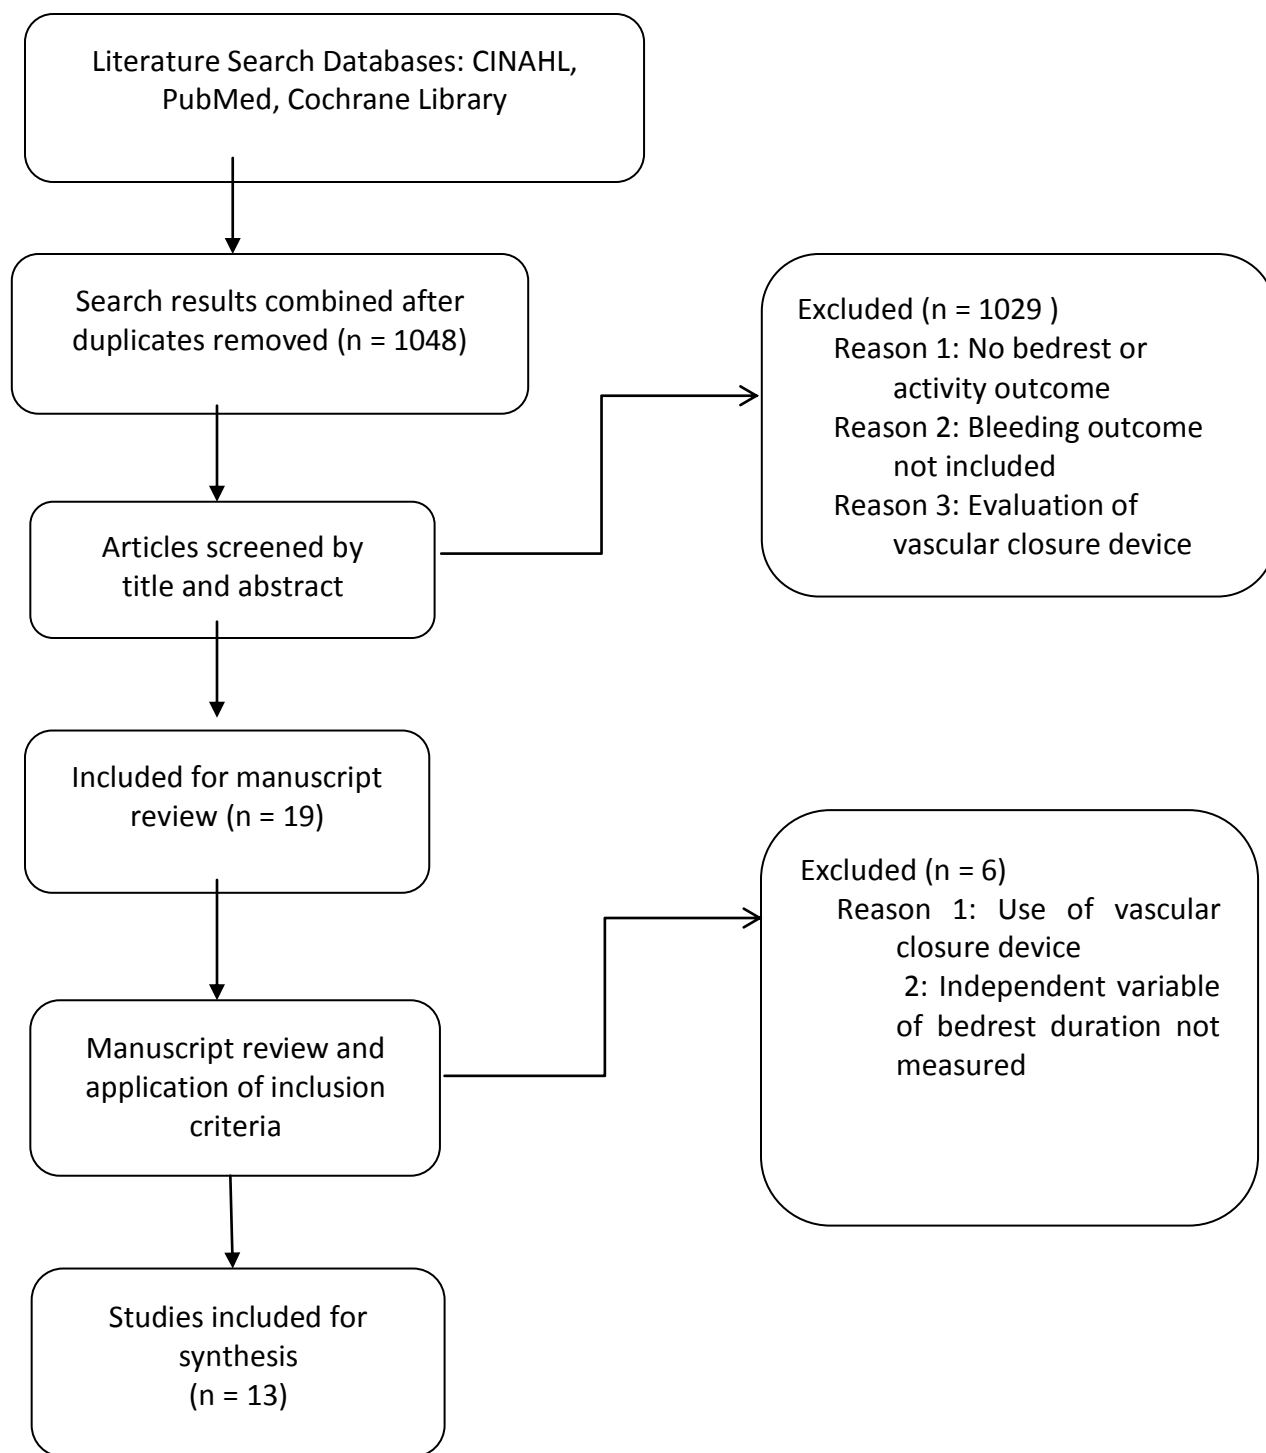 Literature Search Databases: CINAHL,
PubMed, Cochrane Library
Search results combined after
duplicates removed (n = 1048)
Excluded (n = 1029 )
Reason 1: No bedrest or
activity outcome
Reason 2: Bleeding outcome
not included
Reason 3: Evaluation of
vascular closure device
Articles screened by
title and abstract
Included for manuscript
review (n = 19)
Excluded (n = 6)
Reason 1: Use of vascular
closure device
2: Independent variable
of bedrest duration not
measured
Manuscript review and
application of inclusion
criteria
Studies included for
synthesis
(n = 13)